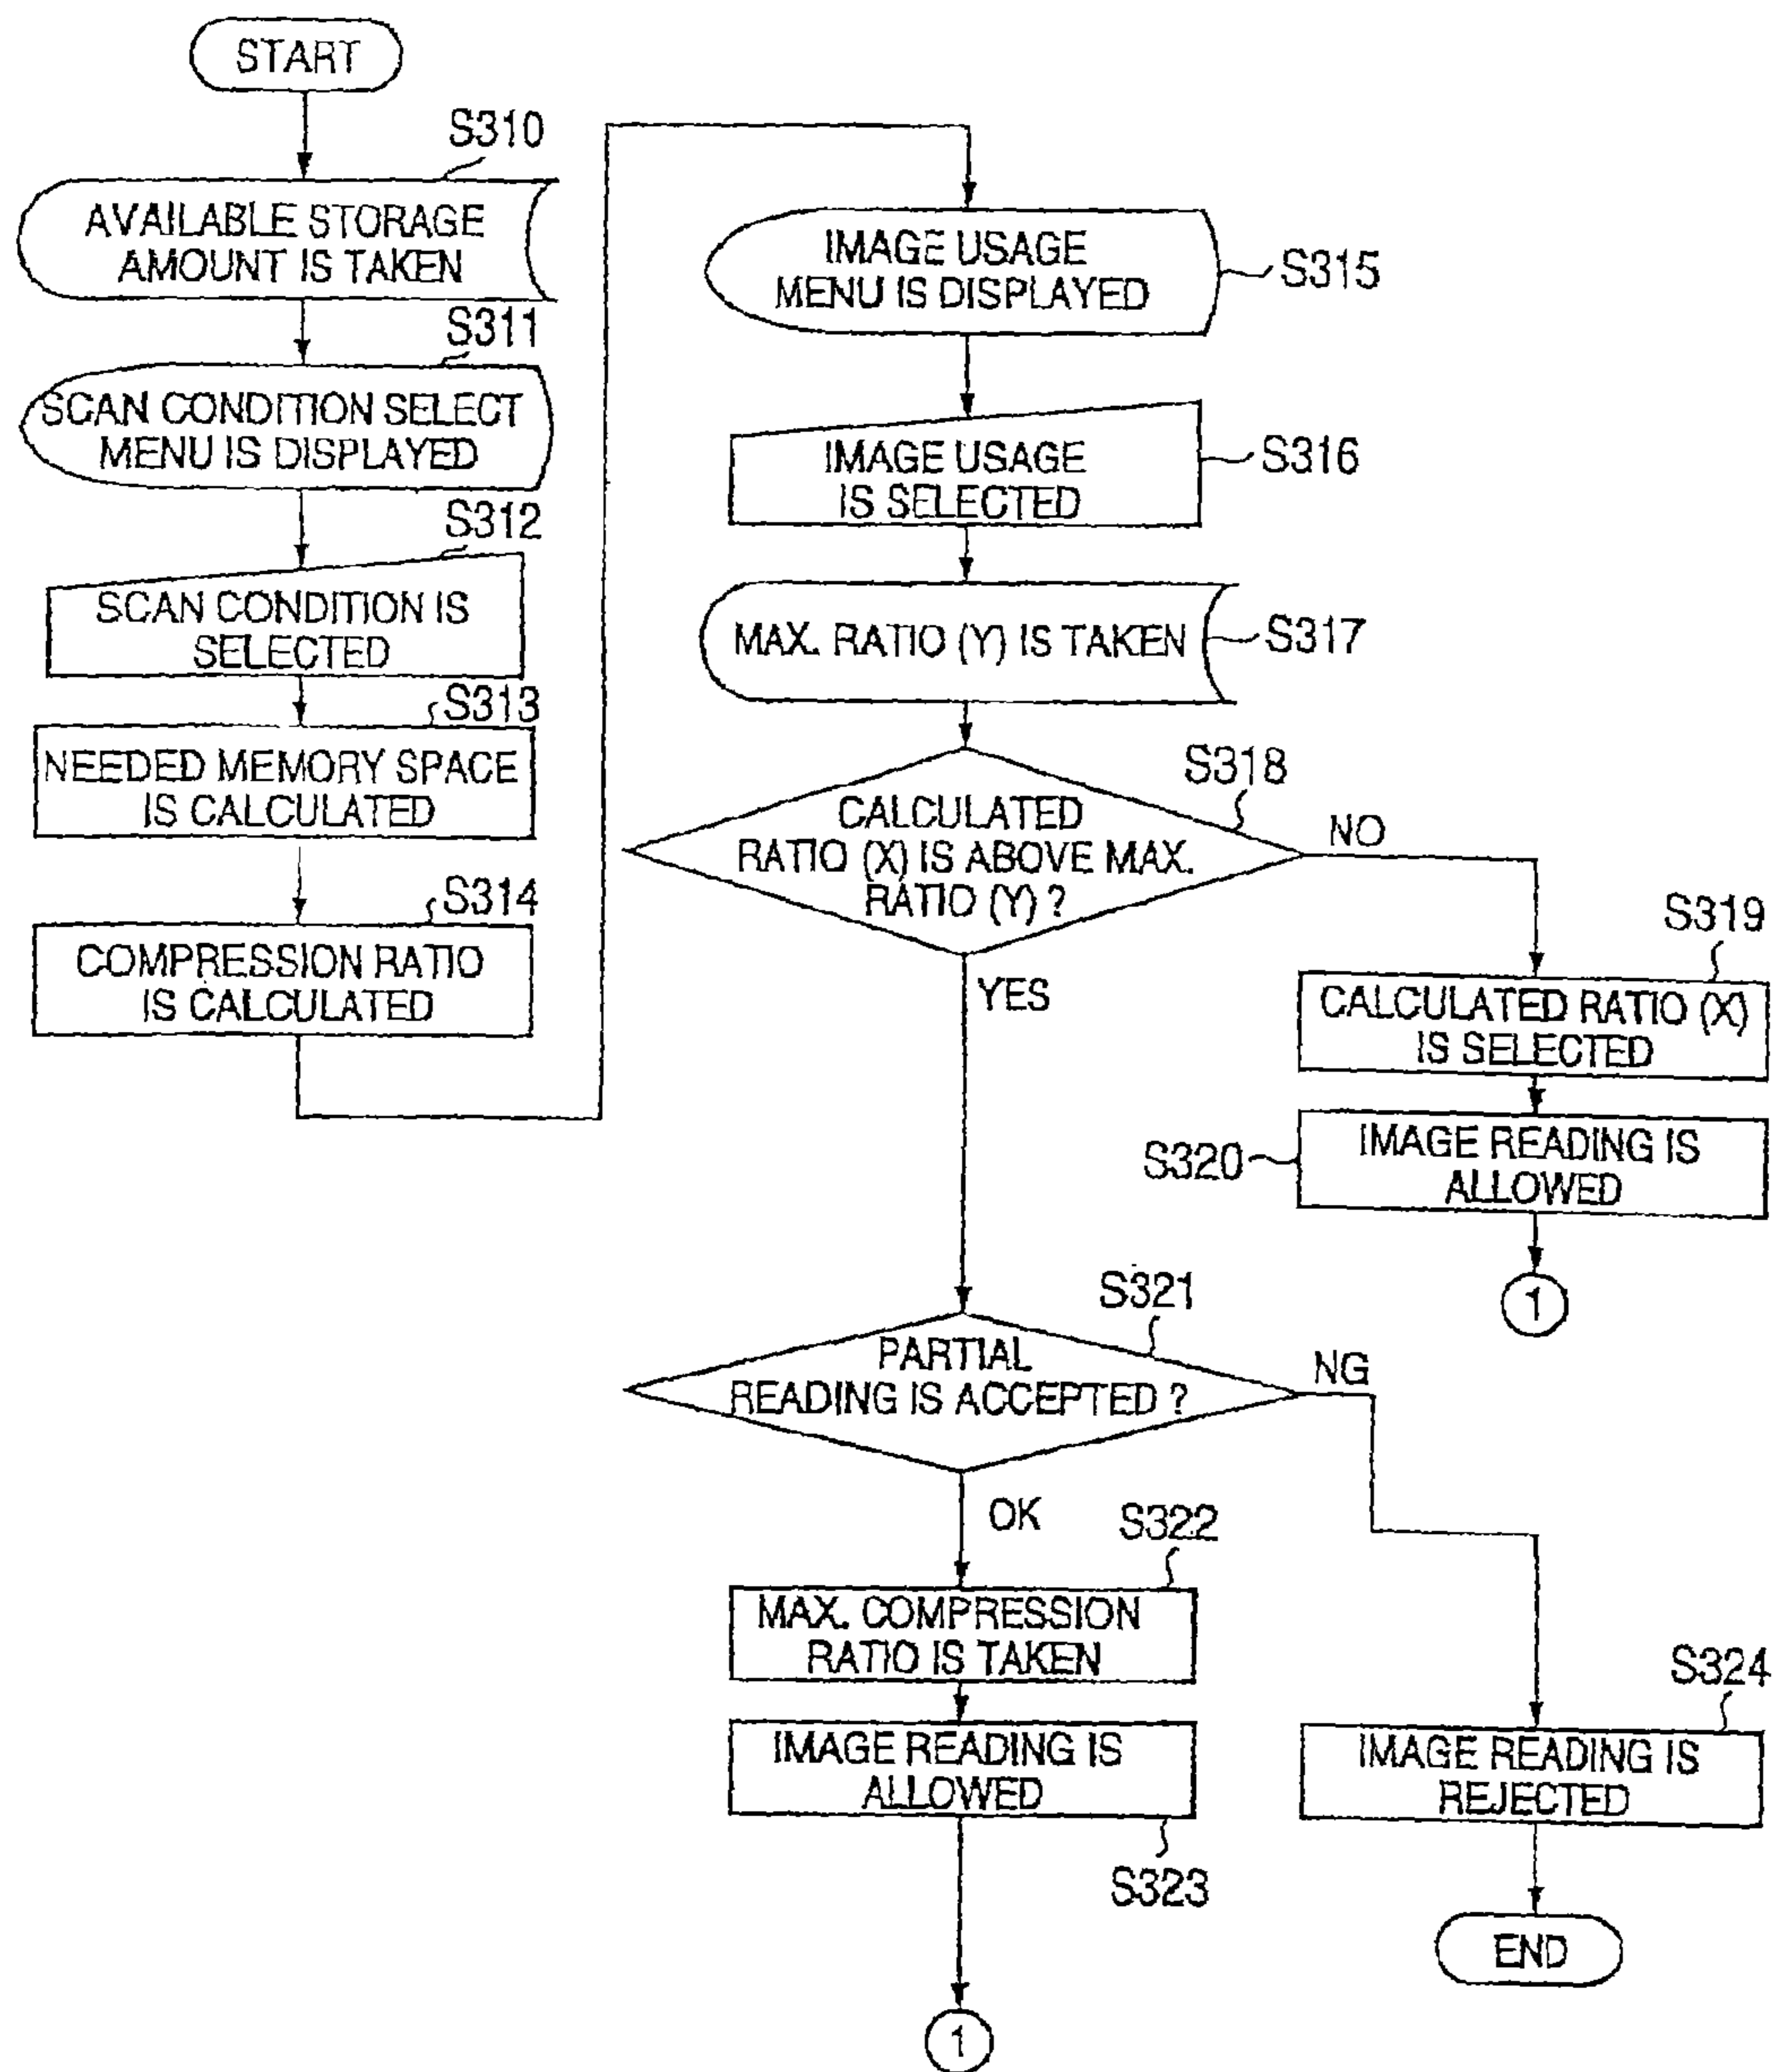 START
S310
AVAILABLE STORAGE
AMOUNT IS TAKEN
S311
SCAN CONDITION SELECT
MENU IS DISPLAYED
S312
SCAN CONDITION IS
SELECTED
S313
NEEDED MEMORY SPACE
IS CALCULATED
S314
COMPRESSION RATIO
IS CALCULATED
IMAGE USAGE
MENU IS DISPLAYED
S315
IMAGE USAGE
IS SELECTED
S316
MAX. RATIO (Y) IS TAKEN
S317
S318
CALCULATED
RATIO (X) IS ABOVE MAX.
RATIO (Y) ?
NO
YES
S319
CALCULATED RATIO (X)
IS SELECTED
S320
IMAGE READING IS
ALLOWED
1
S321
PARTIAL
READING IS ACCEPTED ?
NG
OK
S322
MAX. COMPRESSION
RATIO IS TAKEN
IMAGE READING IS
ALLOWED
S323
1
S324
IMAGE READING IS
REJECTED
END